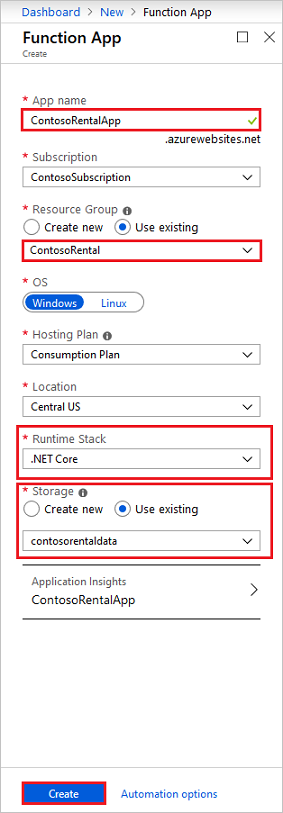 Dashboard > New > Function App
Function App
Create
* App name
ContosoRentalApp
.azurewebsites.net
* Subscription
ContosoSubscription
* Resource Group
Create new Use existing
ContosoRental
* OS
Windows Linux
* Hosting Plan
Consumption Plan
* Location
Central US
* Runtime Stack
.NET Core
* Storage
Create new Use existing
contosorentaldata
Application Insights
ContosoRentalApp
Create Automation options